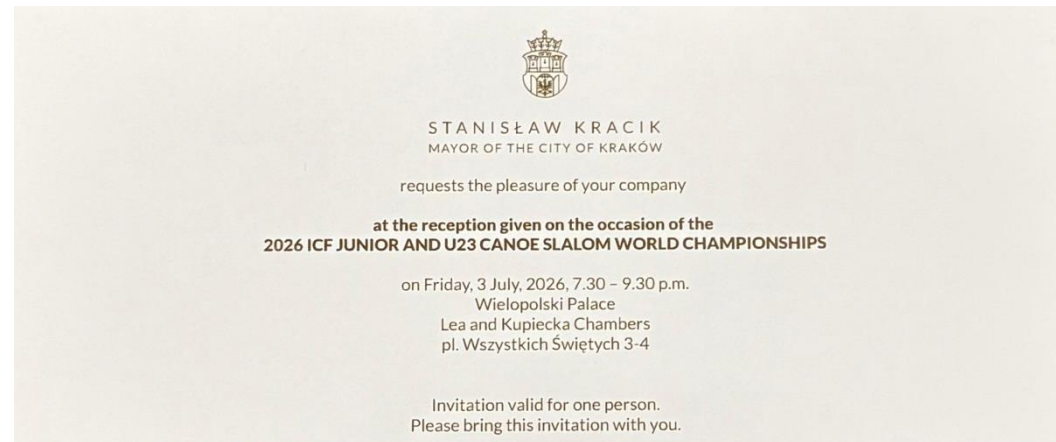 STANISŁAW KRACIK
MAYOR OF THE CITY OF KRAKÓW
requests the pleasure of your company
at the reception given on the occasion of the
2026 ICF JUNIOR AND U23 CANOE SLALOM WORLD CHAMPIONSHIPS
on Friday, 3 July, 2026, 7.30 – 9.30 p.m.
Wielopolski Palace
Lea and Kupiecka Chambers
pl. Wszystkich Świętych 3-4
Invitation valid for one person.
Please bring this invitation with you.